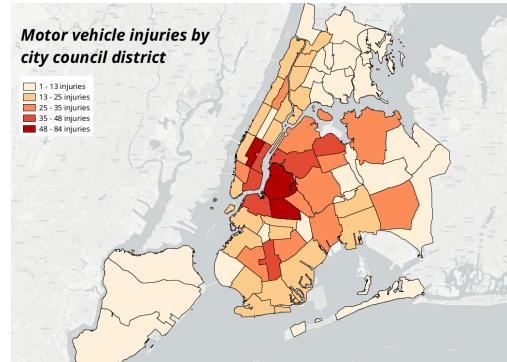 Motor vehicle injuries by
city council district
1 - 13 injuries
13 - 25 injuries
25 - 35 injuries
35 - 48 injuries
48 - 84 injuries